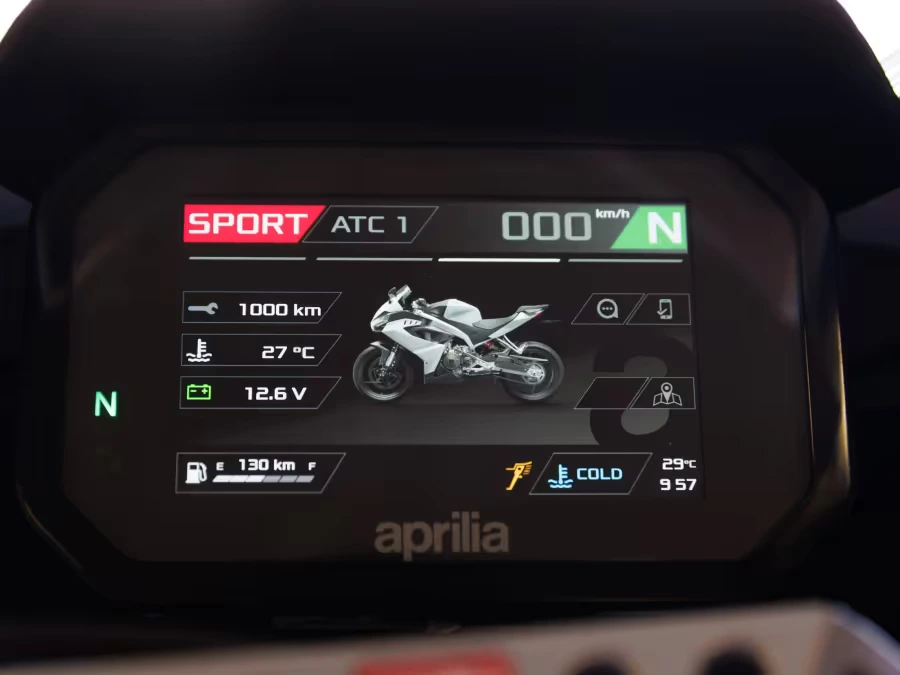 SPORT ATC 1 000 km/h N
1000 km
27 °C
12.6 V
N
E 130 km F
COLD
29°C
9 57
aprilia